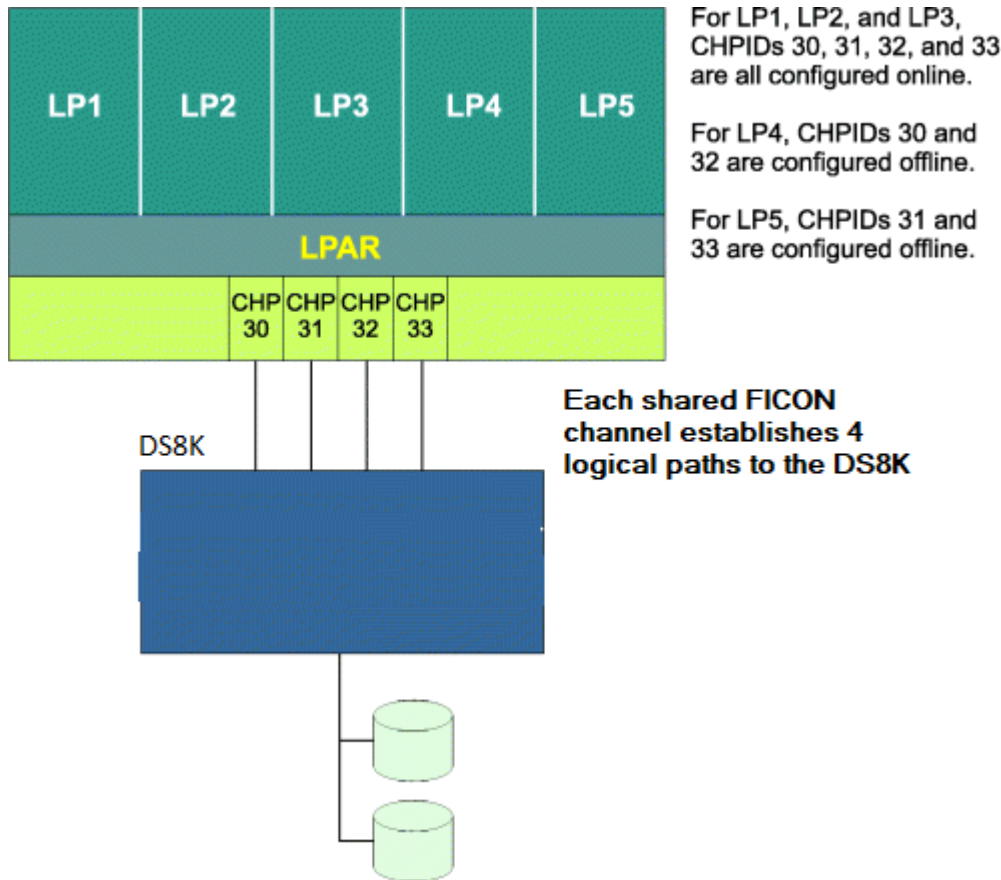 LP1 LP2 LP3 LP4 LP5
LPAR
CHP CHP CHP CHP
30 31 32 33
For LP1, LP2, and LP3,
CHPIDs 30, 31, 32, and 33
are all configured online.
For LP4, CHPIDs 30 and
32 are configured offline.
For LP5, CHPIDs 31 and
33 are configured offline.
Each shared FICON
channel establishes 4
logical paths to the DS8K
DS8K